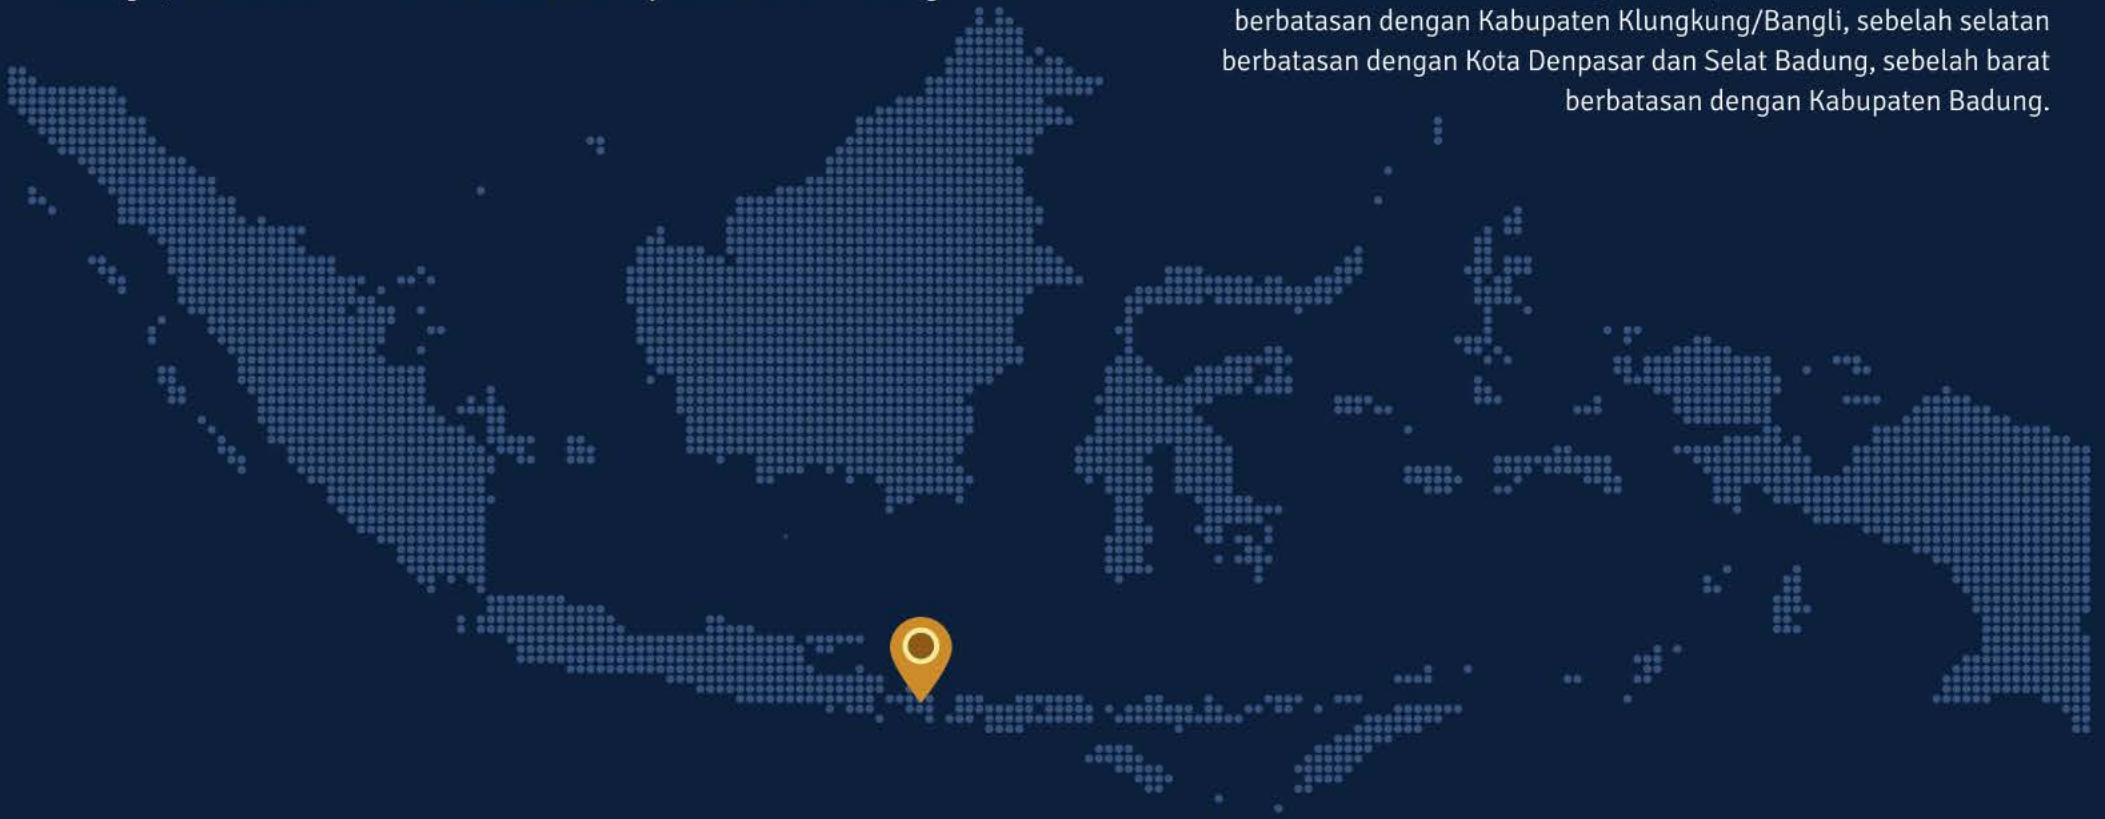 berbatasan dengan Kabupaten Klungkung/Bangli, sebelah selatan
berbatasan dengan Kota Denpasar dan Selat Badung, sebelah barat
berbatasan dengan Kabupaten Badung.